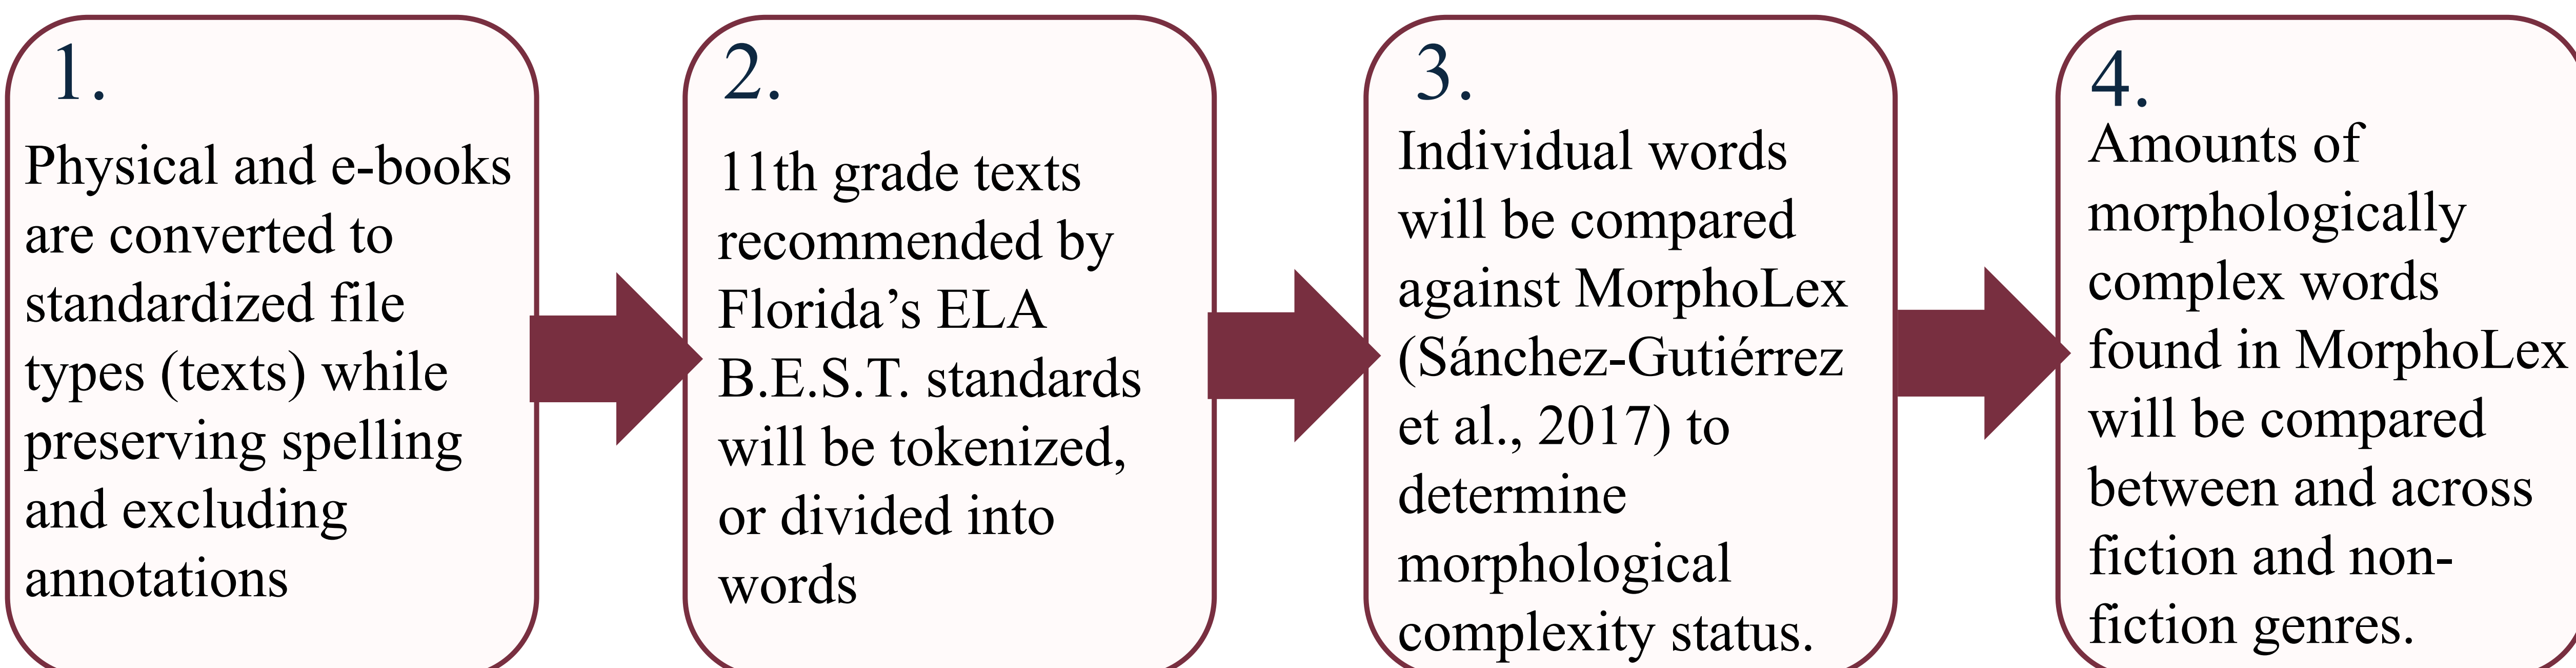 1.
Physical and e-books
are converted to
standardized file
types (texts) while
preserving spelling
and excluding
annotations
2.
11th grade texts
recommended by
Florida’s ELA
B.E.S.T. standards
will be tokenized,
or divided into
words
3.
Individual words
will be compared
against MorphoLex
(Sánchez-Gutiérrez
et al., 2017) to
determine
morphological
complexity status.
4.
Amounts of
morphologically
complex words
found in MorphoLex
will be compared
between and across
fiction and non-
fiction genres.